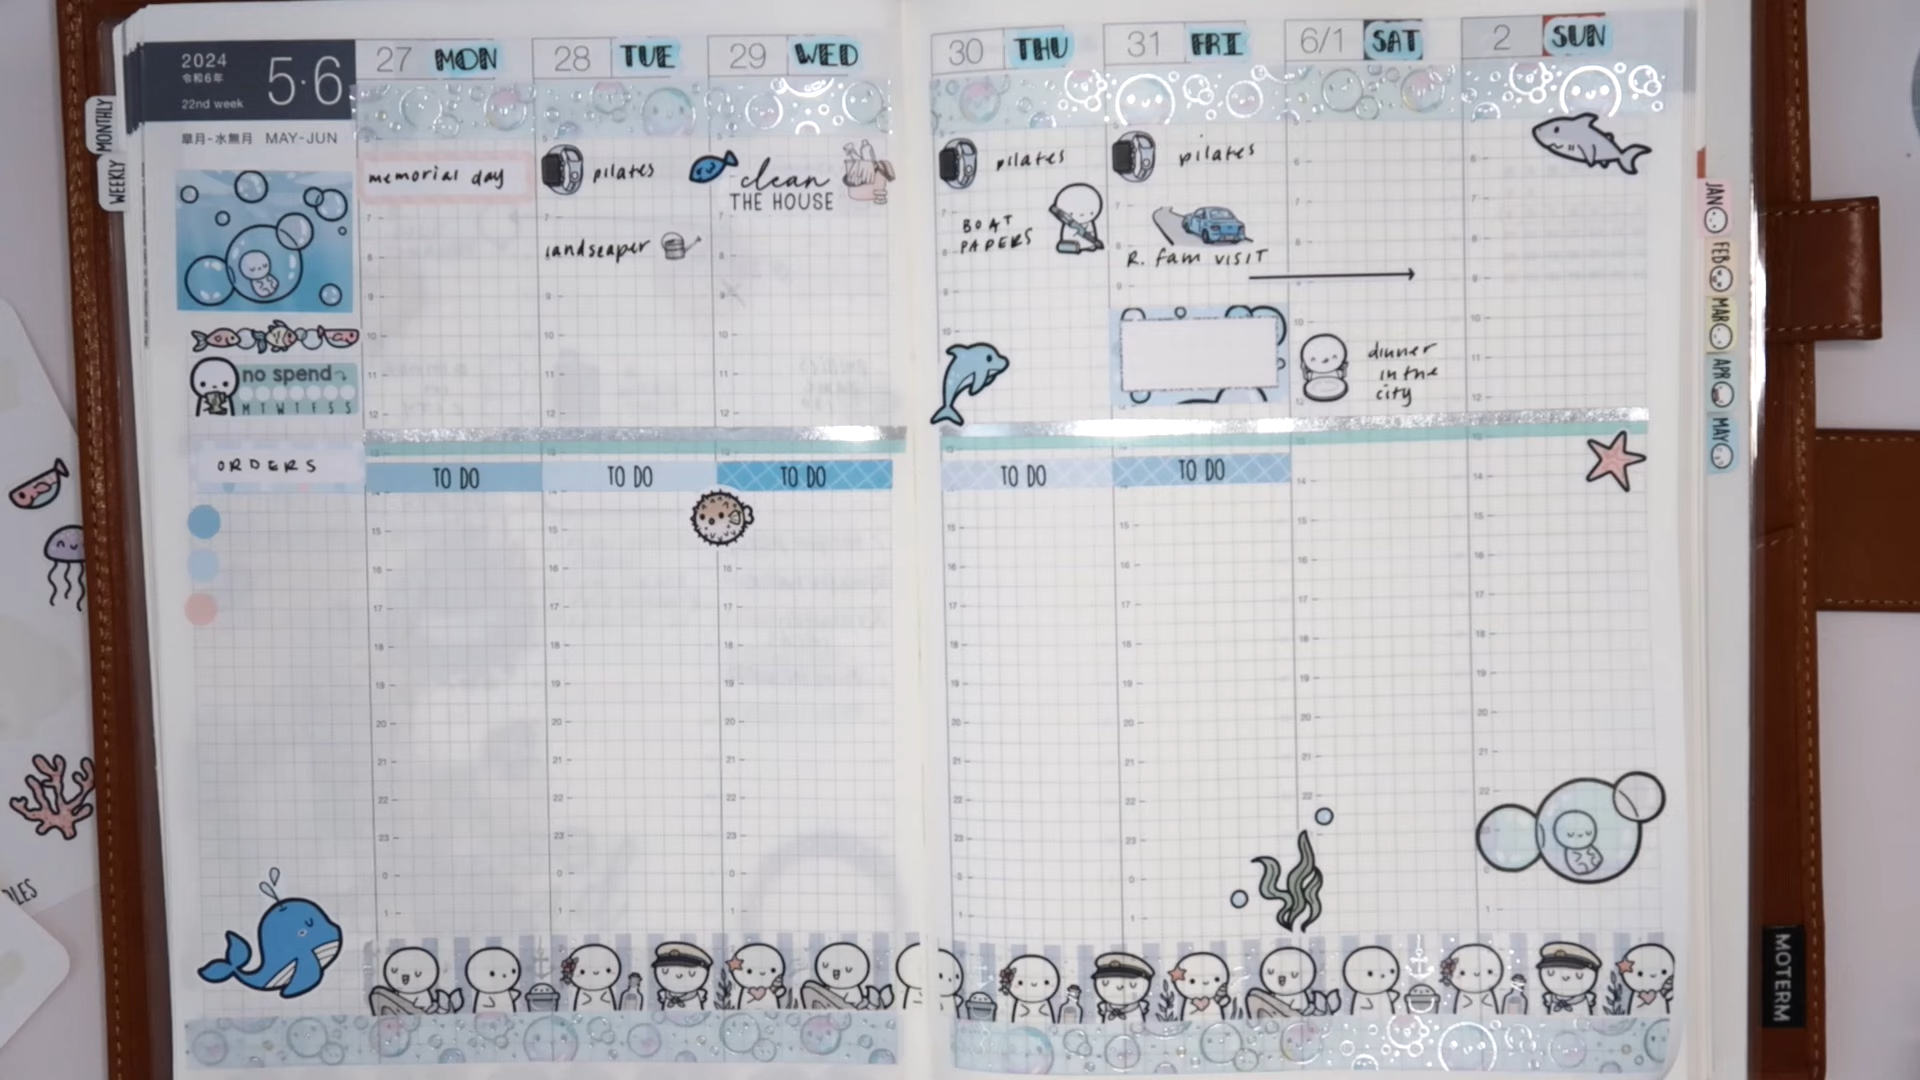 2024
令和6年
22nd week
5·6
皐月-水無月 MAY-JUN
27 MON
28 TUE
29 WED
30 THU
31 FRI
6/1 SAT
2 SUN
MONTHLY
WEEKLY
memorial day
pilates
landscaper
clean
THE HOUSE
pilates
BOAT
PAPERS
pilates
R. fam VISIT
dinner
in the
city
no spend
M T W T F S S
ORDERS
TO DO
TO DO
TO DO
TO DO
TO DO
JAN
FEB
MAR
APR
MAY
MOTERM